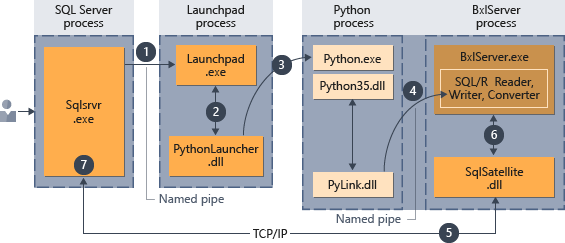 SQL Server
process
Launchpad
process
Python
process
BxlServer
process
1
Launchpad
.exe
3
Python.exe
BxlServer.exe
Python35.dll
4
SQL/R Reader,
Writer, Converter
Sqlsrvr
.exe
2
6
7
PythonLauncher
.dll
PyLink.dll
SqlSatellite
.dll
Named pipe
Named pipe
TCP/IP
5